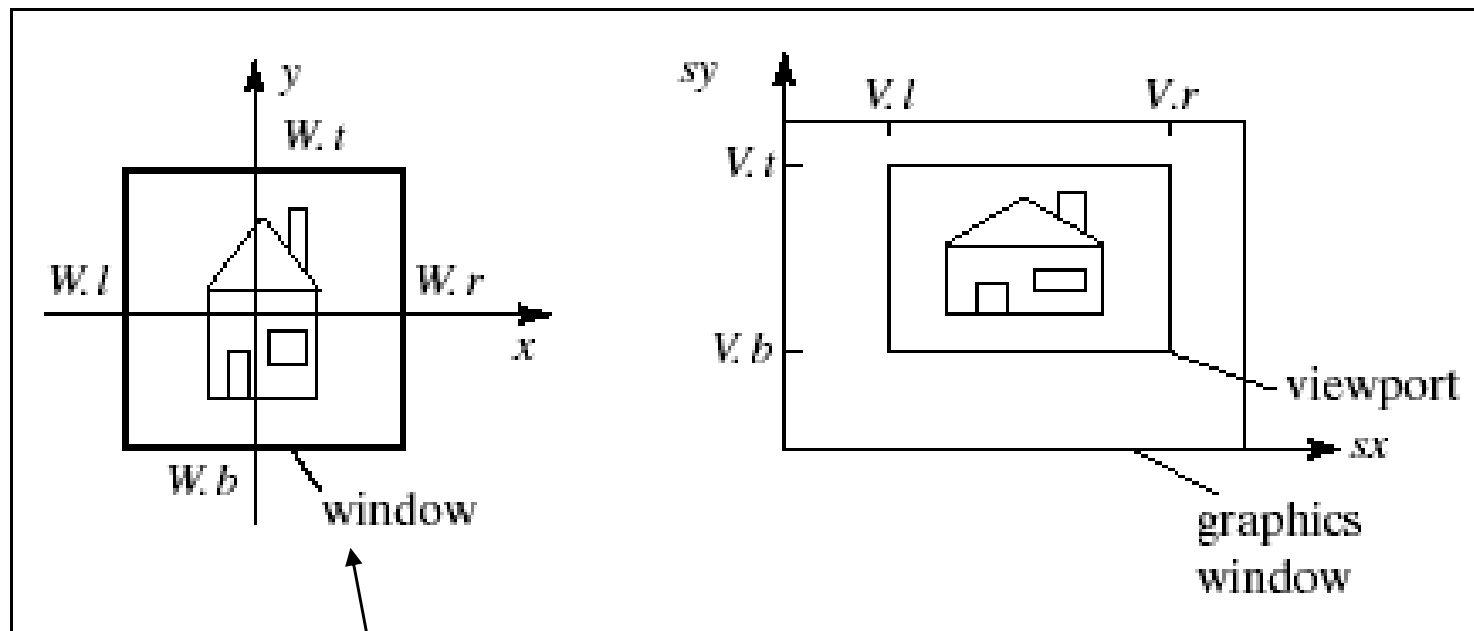 y
W. t
W. l
W. r
x
W. b
window
sy
V. l
V. r
V. t
V. b
viewport
sx
graphics
window